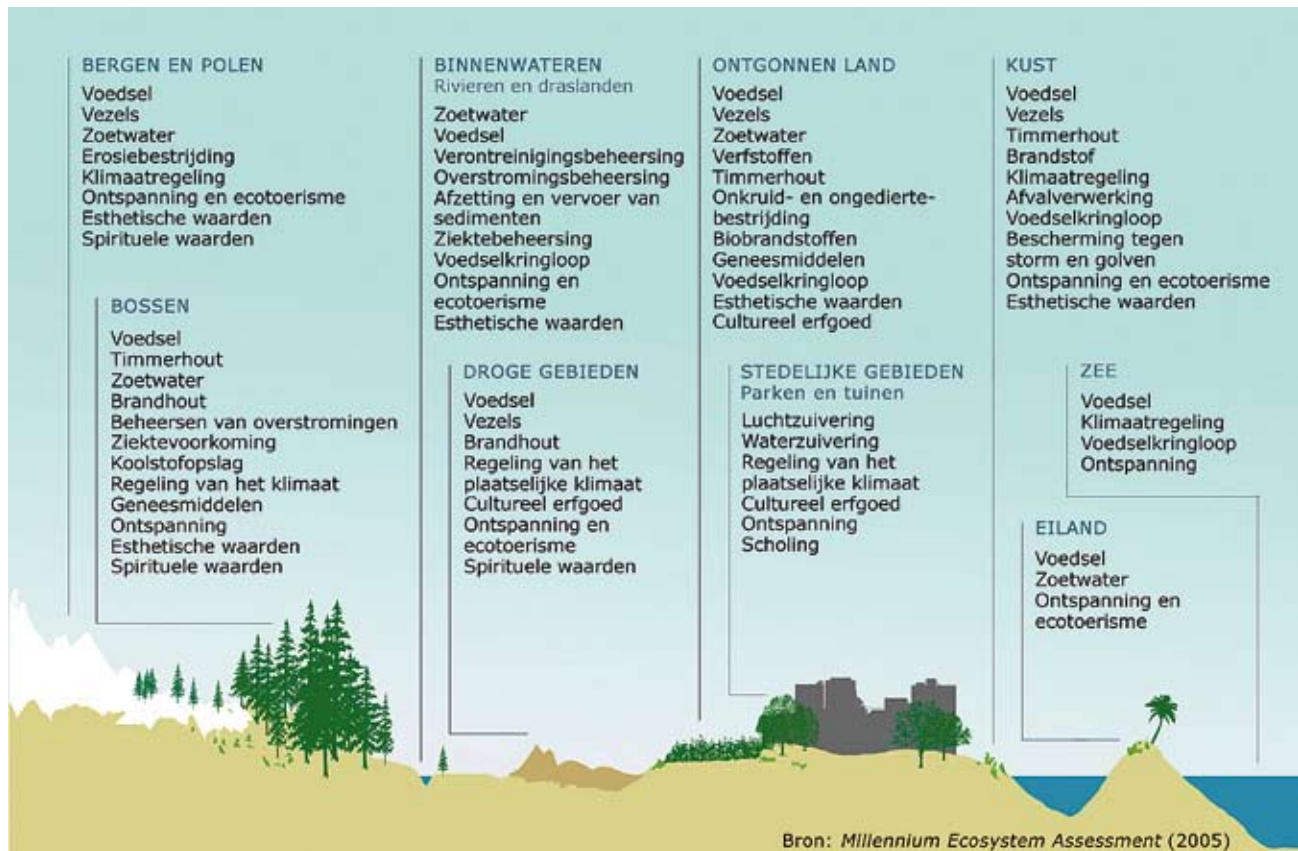 BERGEN EN POLEN
Voedsel
Vezels
Zoetwater
Erosiebestrijding
Klimaatregeling
Ontspanning en ecotoerisme
Esthetische waarden
Spirituele waarden
BOSSEN
Voedsel
Timmerhout
Zoetwater
Brandhout
Beheersen van overstromingen
Ziektevoorkoming
Koolstofopslag
Regeling van het klimaat
Geneesmiddelen
Ontspanning
Esthetische waarden
Spirituele waarden
BINNENWATEREN
Rivieren en draslanden
Zoetwater
Voedsel
Verontreinigingsbeheersing
Overstromingsbeheersing
Afzetting en vervoer van
sedimenten
Ziektebeheersing
Voedselkringloop
Ontspanning en
ecotoerisme
Esthetische waarden
DROGE GEBIEDEN
Voedsel
Vezels
Brandhout
Regeling van het
plaatselijke klimaat
Cultureel erfgoed
Ontspanning en
ecotoerisme
Spirituele waarden
ONTGONNEN LAND
Voedsel
Vezels
Zoetwater
Verfstoffen
Timmerhout
Onkruid- en ongedierte-
bestrijding
Biobrandstoffen
Geneesmiddelen
Voedselkringloop
Esthetische waarden
Cultureel erfgoed
STEDELIJKE GEBIEDEN
Parken en tuinen
Luchtzuivering
Waterzuivering
Regeling van het
plaatselijke klimaat
Cultureel erfgoed
Ontspanning
Scholing
KUST
Voedsel
Vezels
Timmerhout
Brandstof
Klimaatregeling
Afvalverwerking
Voedselkringloop
Bescherming tegen
storm en golven
Ontspanning en ecotoerisme
Esthetische waarden
ZEE
Voedsel
Klimaatregeling
Voedselkringloop
Ontspanning
EILAND
Voedsel
Zoetwater
Ontspanning en
ecotoerisme
Bron: Millennium Ecosystem Assessment (2005)